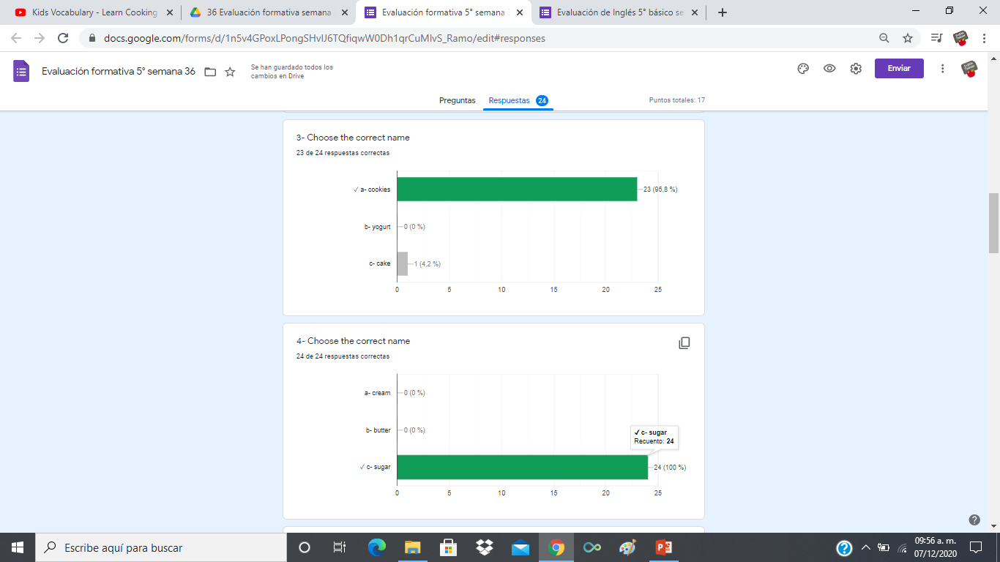 Kids Vocabulary - Learn Cooking
36 Evaluación formativa semana
Evaluación formativa 5° semana
Evaluación de Inglés 5° básico se
docs.google.com/forms/d/1n5v4GPoxLPongSHvIJ6TQfiqwW0Dh1qrCuMlvS_Ramo/edit#responses
Evaluación formativa 5° semana 36
Se han guardado todos los
cambios en Drive
Enviar
Preguntas
Respuestas 24
Puntos totales: 17
3- Choose the correct name
23 de 24 respuestas correctas
✓ a- cookies
23 (95,8 %)
b- yogurt
0 (0 %)
c- cake
1 (4,2 %)
0 5 10 15 20 25
4- Choose the correct name
24 de 24 respuestas correctas
a- cream
0 (0 %)
b- butter
0 (0 %)
✓ c- sugar
Recuento: 24
✓ c- sugar
24 (100 %)
0 5 10 15 20 25
Escribe aquí para buscar
09:56 a. m.
07/12/2020